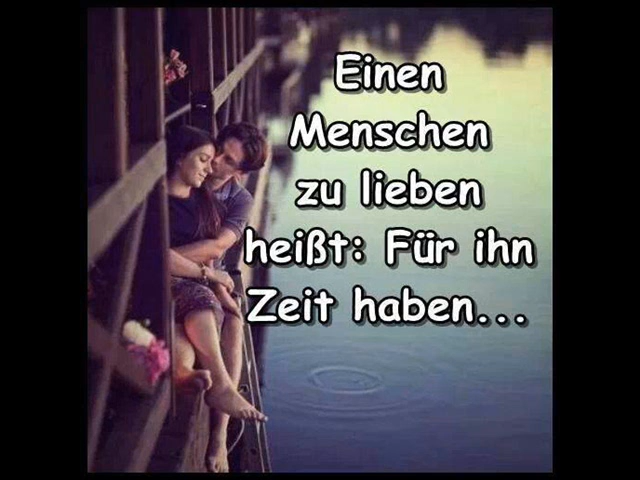 Einen
Menschen
zu lieben
heißt: Für ihn
Zeit haben...